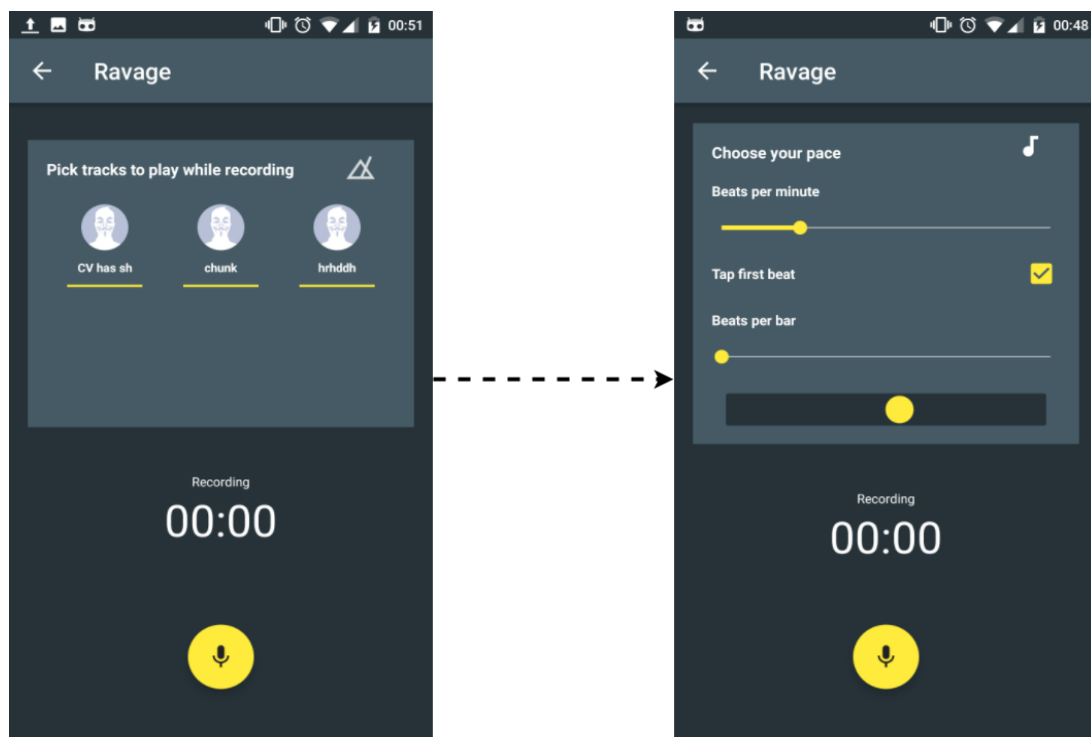 00:51
Ravage
Pick tracks to play while recording
CV has sh chunk hrhddh
Recording
00:00
00:48
Ravage
Choose your pace
Beats per minute
Tap first beat
Beats per bar
Recording
00:00